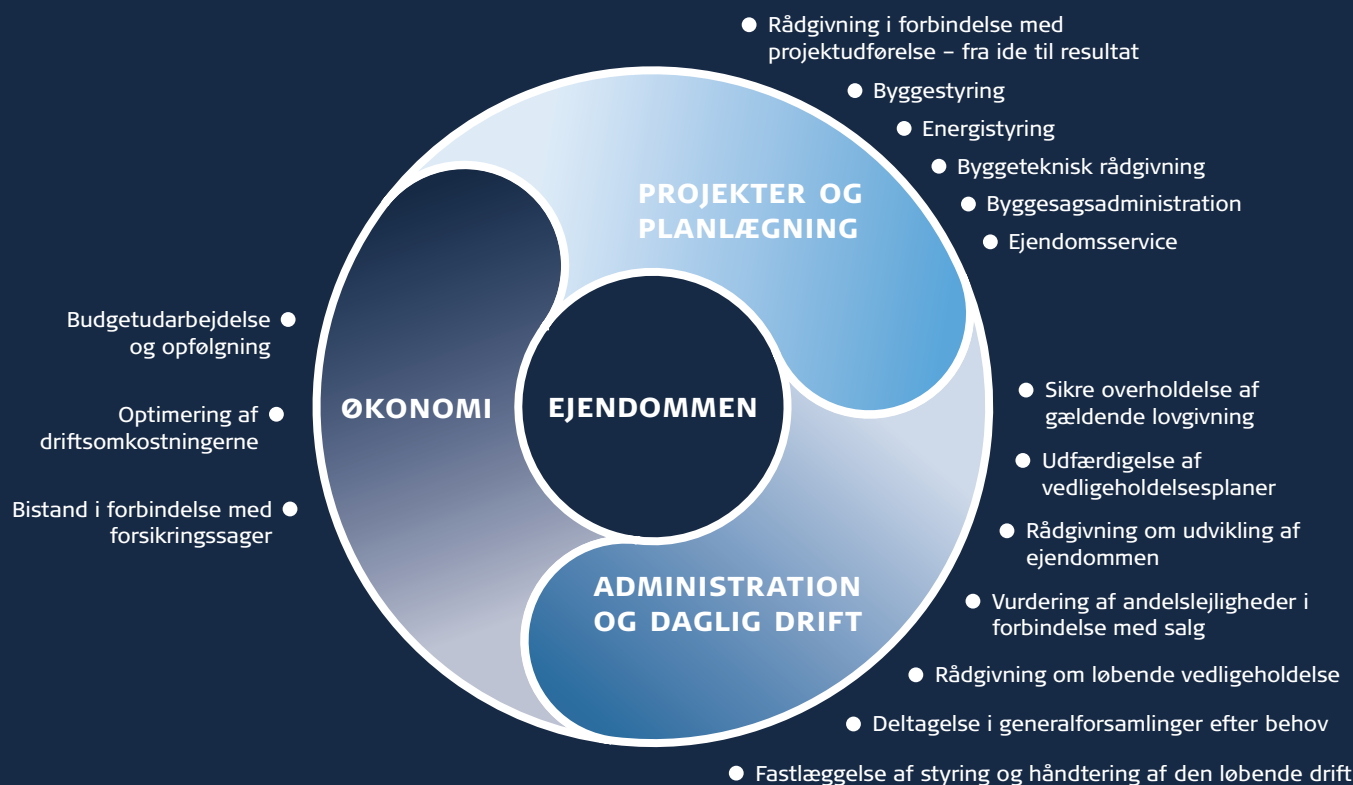 Rådgivning i forbindelse med
projektudførelse – fra ide til resultat
Byggestyring
Energistyring
Byggeteknisk rådgivning
Byggesagsadministration
Ejendomsservice
PROJEKTER OG
PLANLÆGNING
Budgetudarbejdelse
og opfølgning
Optimering af
driftsomkostningerne
Bistand i forbindelse med
forsikringssager
ØKONOMI
EJENDOMMEN
Sikre overholdelse af
gældende lovgivning
Udfærdigelse af
vedligeholdelsesplaner
Rådgivning om udvikling af
ejendommen
Vurdering af andelslejligheder i
forbindelse med salg
Rådgivning om løbende vedligeholdelse
Deltagelse i generalforsamlinger efter behov
Fastlæggelse af styring og håndtering af den løbende drift
ADMINISTRATION
OG DAGLIG DRIFT